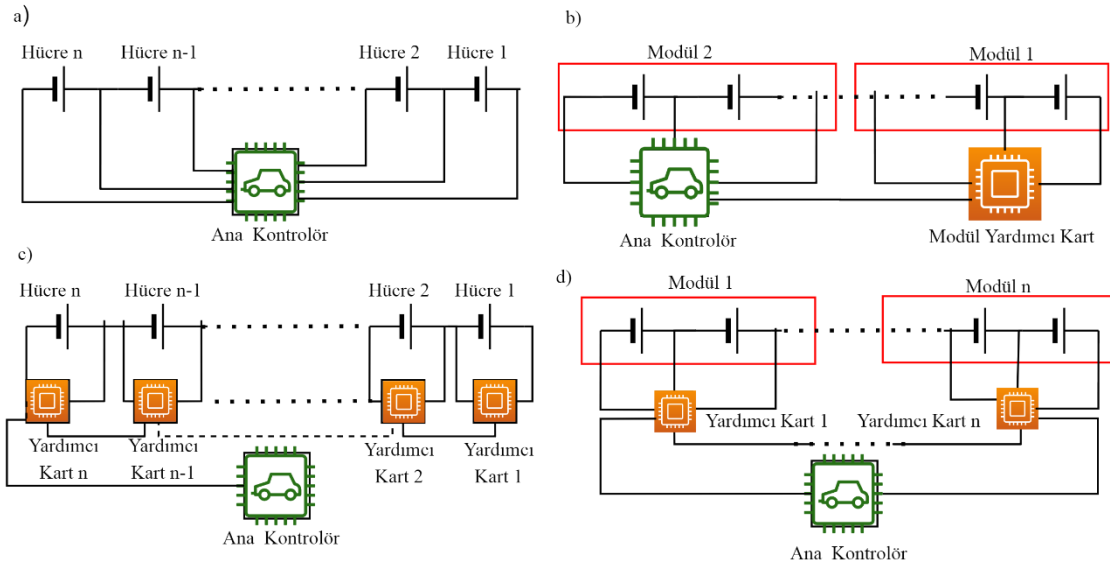 a)
Hücre n
Hücre n-1
Hücre 2
Hücre 1
Ana Kontrolör
b)
Modül 2
Modül 1
Ana Kontrolör
Modül Yardımcı Kart
c)
Hücre n
Hücre n-1
Hücre 2
Hücre 1
Yardımcı
Kart n
Yardımcı
Kart n-1
Yardımcı
Kart 2
Yardımcı
Kart 1
Ana Kontrolör
d)
Modül 1
Modül n
Yardımcı Kart 1
Yardımcı Kart n
Ana Kontrolör